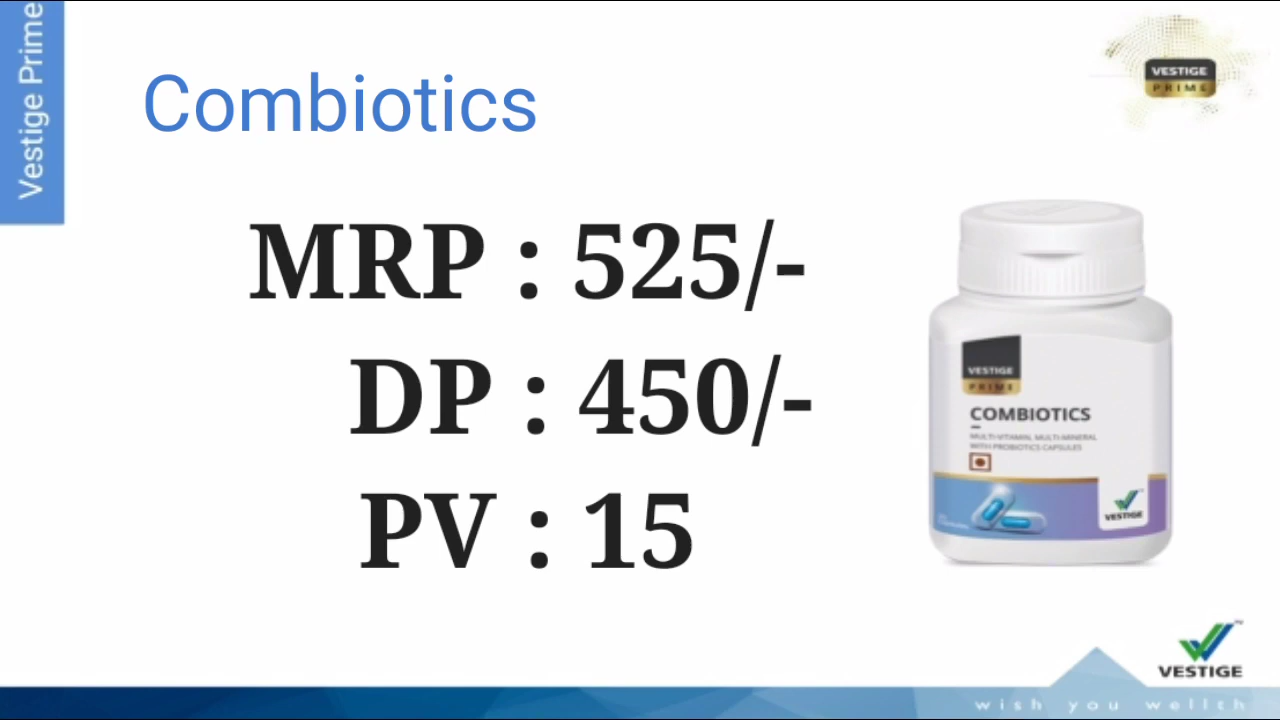 Vestige Prime
Combiotics
VESTIGE
PRIME
MRP : 525/-
DP : 450/-
PV : 15
VESTIGE
PRIME
COMBIOTICS
MULTI-VITAMIN, MULTI-MINERAL
WITH PROBIOTICS CAPSULES
VESTIGE
VESTIGE
wish you wellth